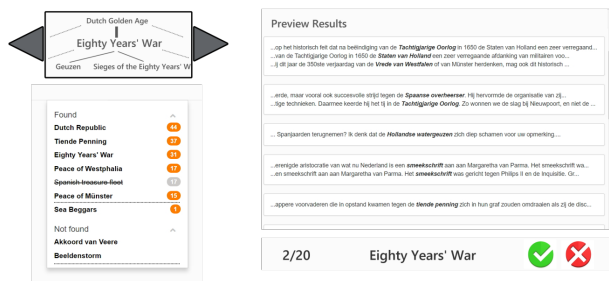 Dutch Golden Age
Eighty Years' War
Geuzen Sieges of the Eighty Years' W
Found
Dutch Republic 44
Tiende Penning 37
Eighty Years' War 31
Peace of Westphalia 17
Spanish treasure fleet 17
Peace of Münster 15
Sea Beggars 1
Not found
Akkoord van Veere
Beeldenstorm
Preview Results
...op het historisch feit dat na beëindiging van de Tachtigjarige Oorlog in 1650 de Staten van Holland een zeer verregaand...
...van de Tachtigjarige Oorlog in 1650 de Staten van Holland een zeer verregaande afdanking van militairen voo...
...ij dit jaar de 350ste verjaardag van de Vrede van Westfalen of van Münster herdenken, mag ook dit historisch ...
...erde, maar vooral ook succesvolle strijd tegen de Spaanse overheerser. Hij hervormde de organisatie van zij...
...tige technieken. Daarmee keerde hij het tij in de Tachtigjarige Oorlog. Zo wonnen we de slag bij Nieuwpoort, en niet de ...
... Spanjaarden terugnemen? Ik denk dat de Hollandse watergeuzen zich diep schamen voor uw opmerking....
...erenigde aristocratie van wat nu Nederland is een smeekschrift aan aan Margaretha van Parma. Het smeekschrift wa...
...en smeekschrift aan aan Margaretha van Parma. Het smeekschrift was gericht tegen Philips II en de Inquisitie. Gr...
...appere voorvaderen die in opstand kwamen tegen de tiende penning zich in hun graf zouden omdraaien als zij de disc...
2/20 Eighty Years' War